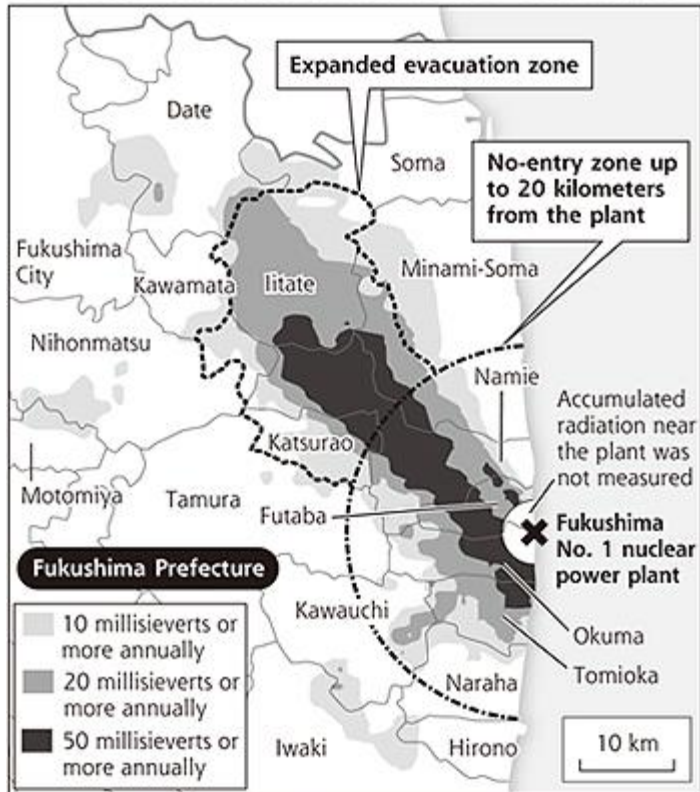 Expanded evacuation zone
Date
Soma
No-entry zone up
to 20 kilometers
from the plant
Fukushima
City
Kawamata
Iitate
Minami-Soma
Nihonmatsu
Namie
Accumulated
radiation near
the plant was
not measured
Katsurao
Motomiya
Tamura
Futaba
Fukushima
No. 1 nuclear
power plant
Fukushima Prefecture
10 millisieverts or
more annually
20 millisieverts or
more annually
50 millisieverts or
more annually
Kawauchi
Okuma
Tomioka
Naraha
Iwaki
Hirono
10 km